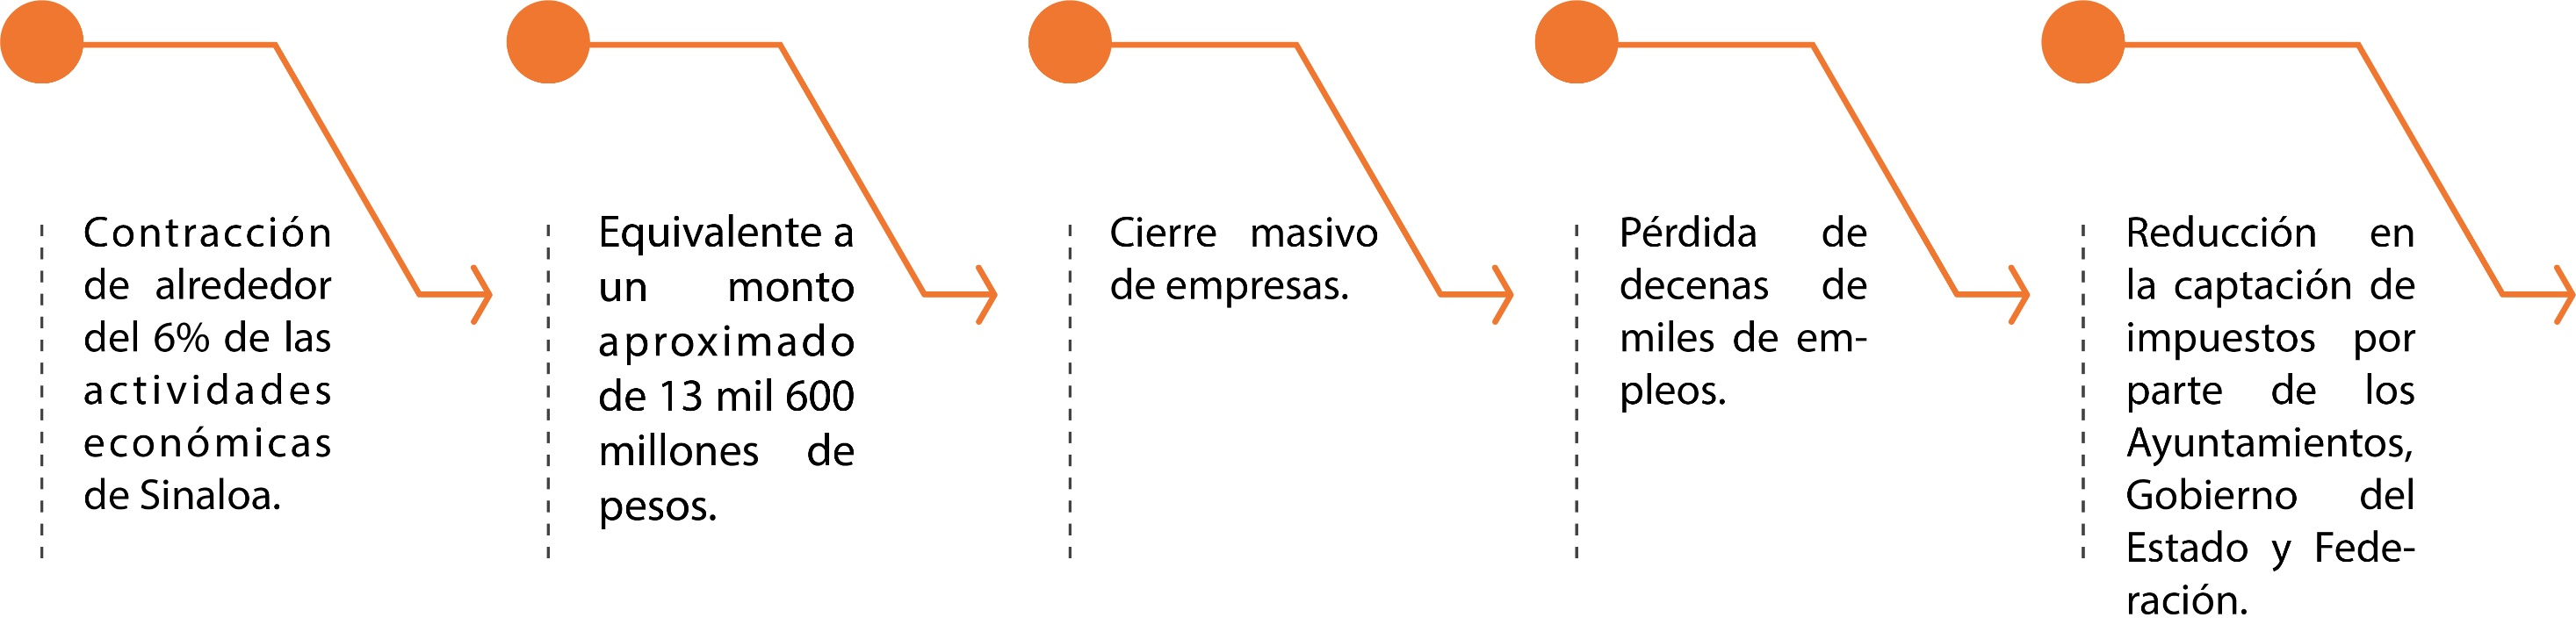 Contracción
de alrededor
del 6% de las
actividades
económicas
de Sinaloa.
Equivalente a
un monto
aproximado
de 13 mil 600
millones de
pesos.
Cierre masivo
de empresas.
Pérdida de
decenas de
miles de em-
pleos.
Reducción en
la captación de
impuestos por
parte de los
Ayuntamientos,
Gobierno del
Estado y Fede-
ración.